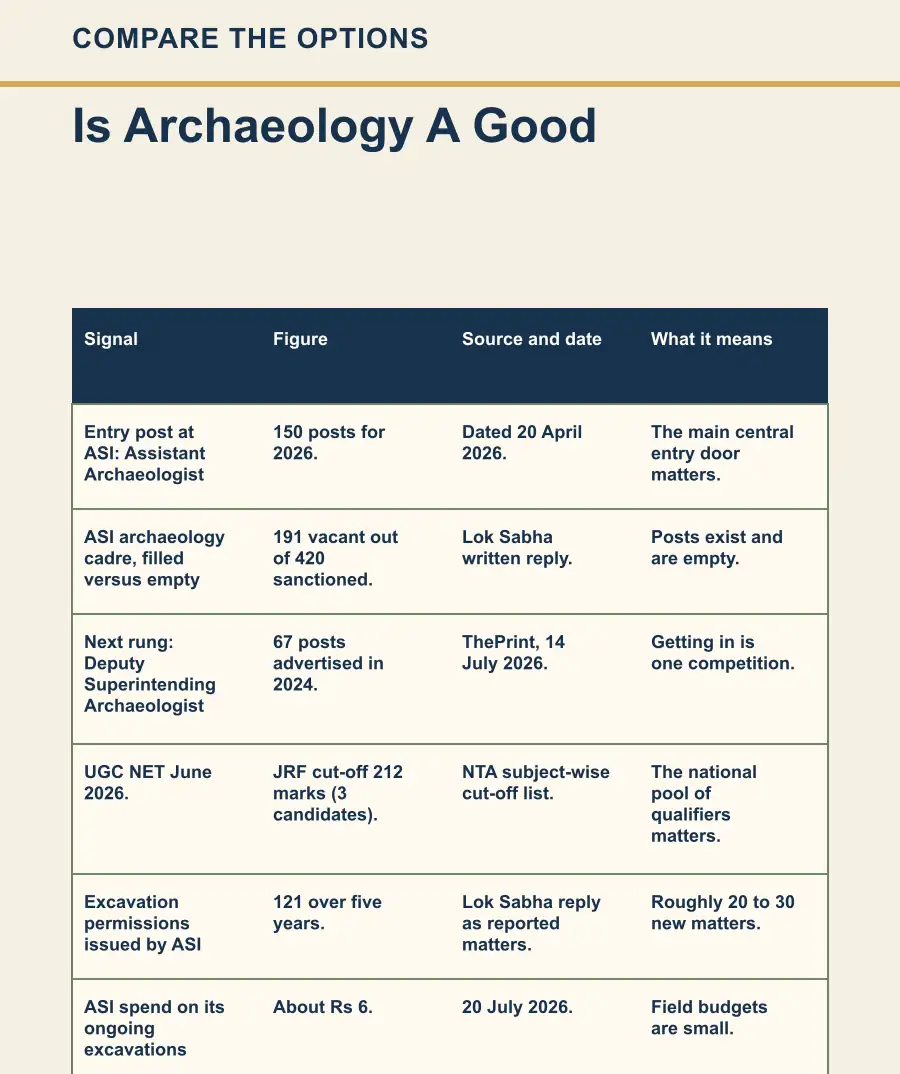 COMPARE THE OPTIONS
Is Archaeology A Good
Signal
Figure
Source and date
What it means
Entry post at
ASI: Assistant
Archaeologist
150 posts for
2026.
Dated 20 April
2026.
The main central
entry door
matters.
ASI archaeology
cadre, filled
versus empty
191 vacant out
of 420
sanctioned.
Lok Sabha
written reply.
Posts exist and
are empty.
Next rung:
Deputy
Superintending
Archaeologist
67 posts
advertised in
2024.
ThePrint, 14
July 2026.
Getting in is
one competition.
UGC NET June
2026.
JRF cut-off 212
marks (3
candidates).
NTA subject-wise
cut-off list.
The national
pool of
qualifiers
matters.
Excavation
permissions
issued by ASI
121 over five
years.
Lok Sabha reply
as reported
matters.
Roughly 20 to 30
new matters.
ASI spend on its
ongoing
excavations
About Rs 6.
20 July 2026.
Field budgets
are small.